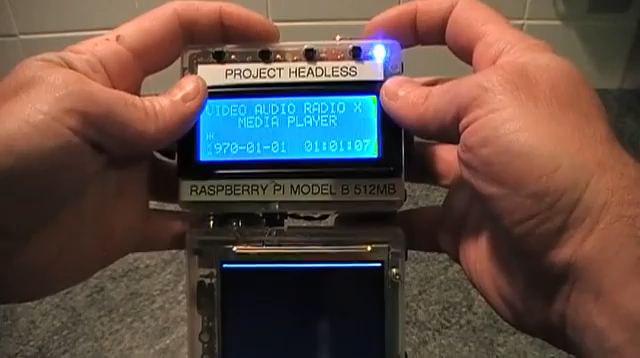 PROJECT HEADLESS
VIDEO AUDIO RADIO X
MEDIA PLAYER
1970-01-01 01:01:07
RASPBERRY PI MODEL B 512MB